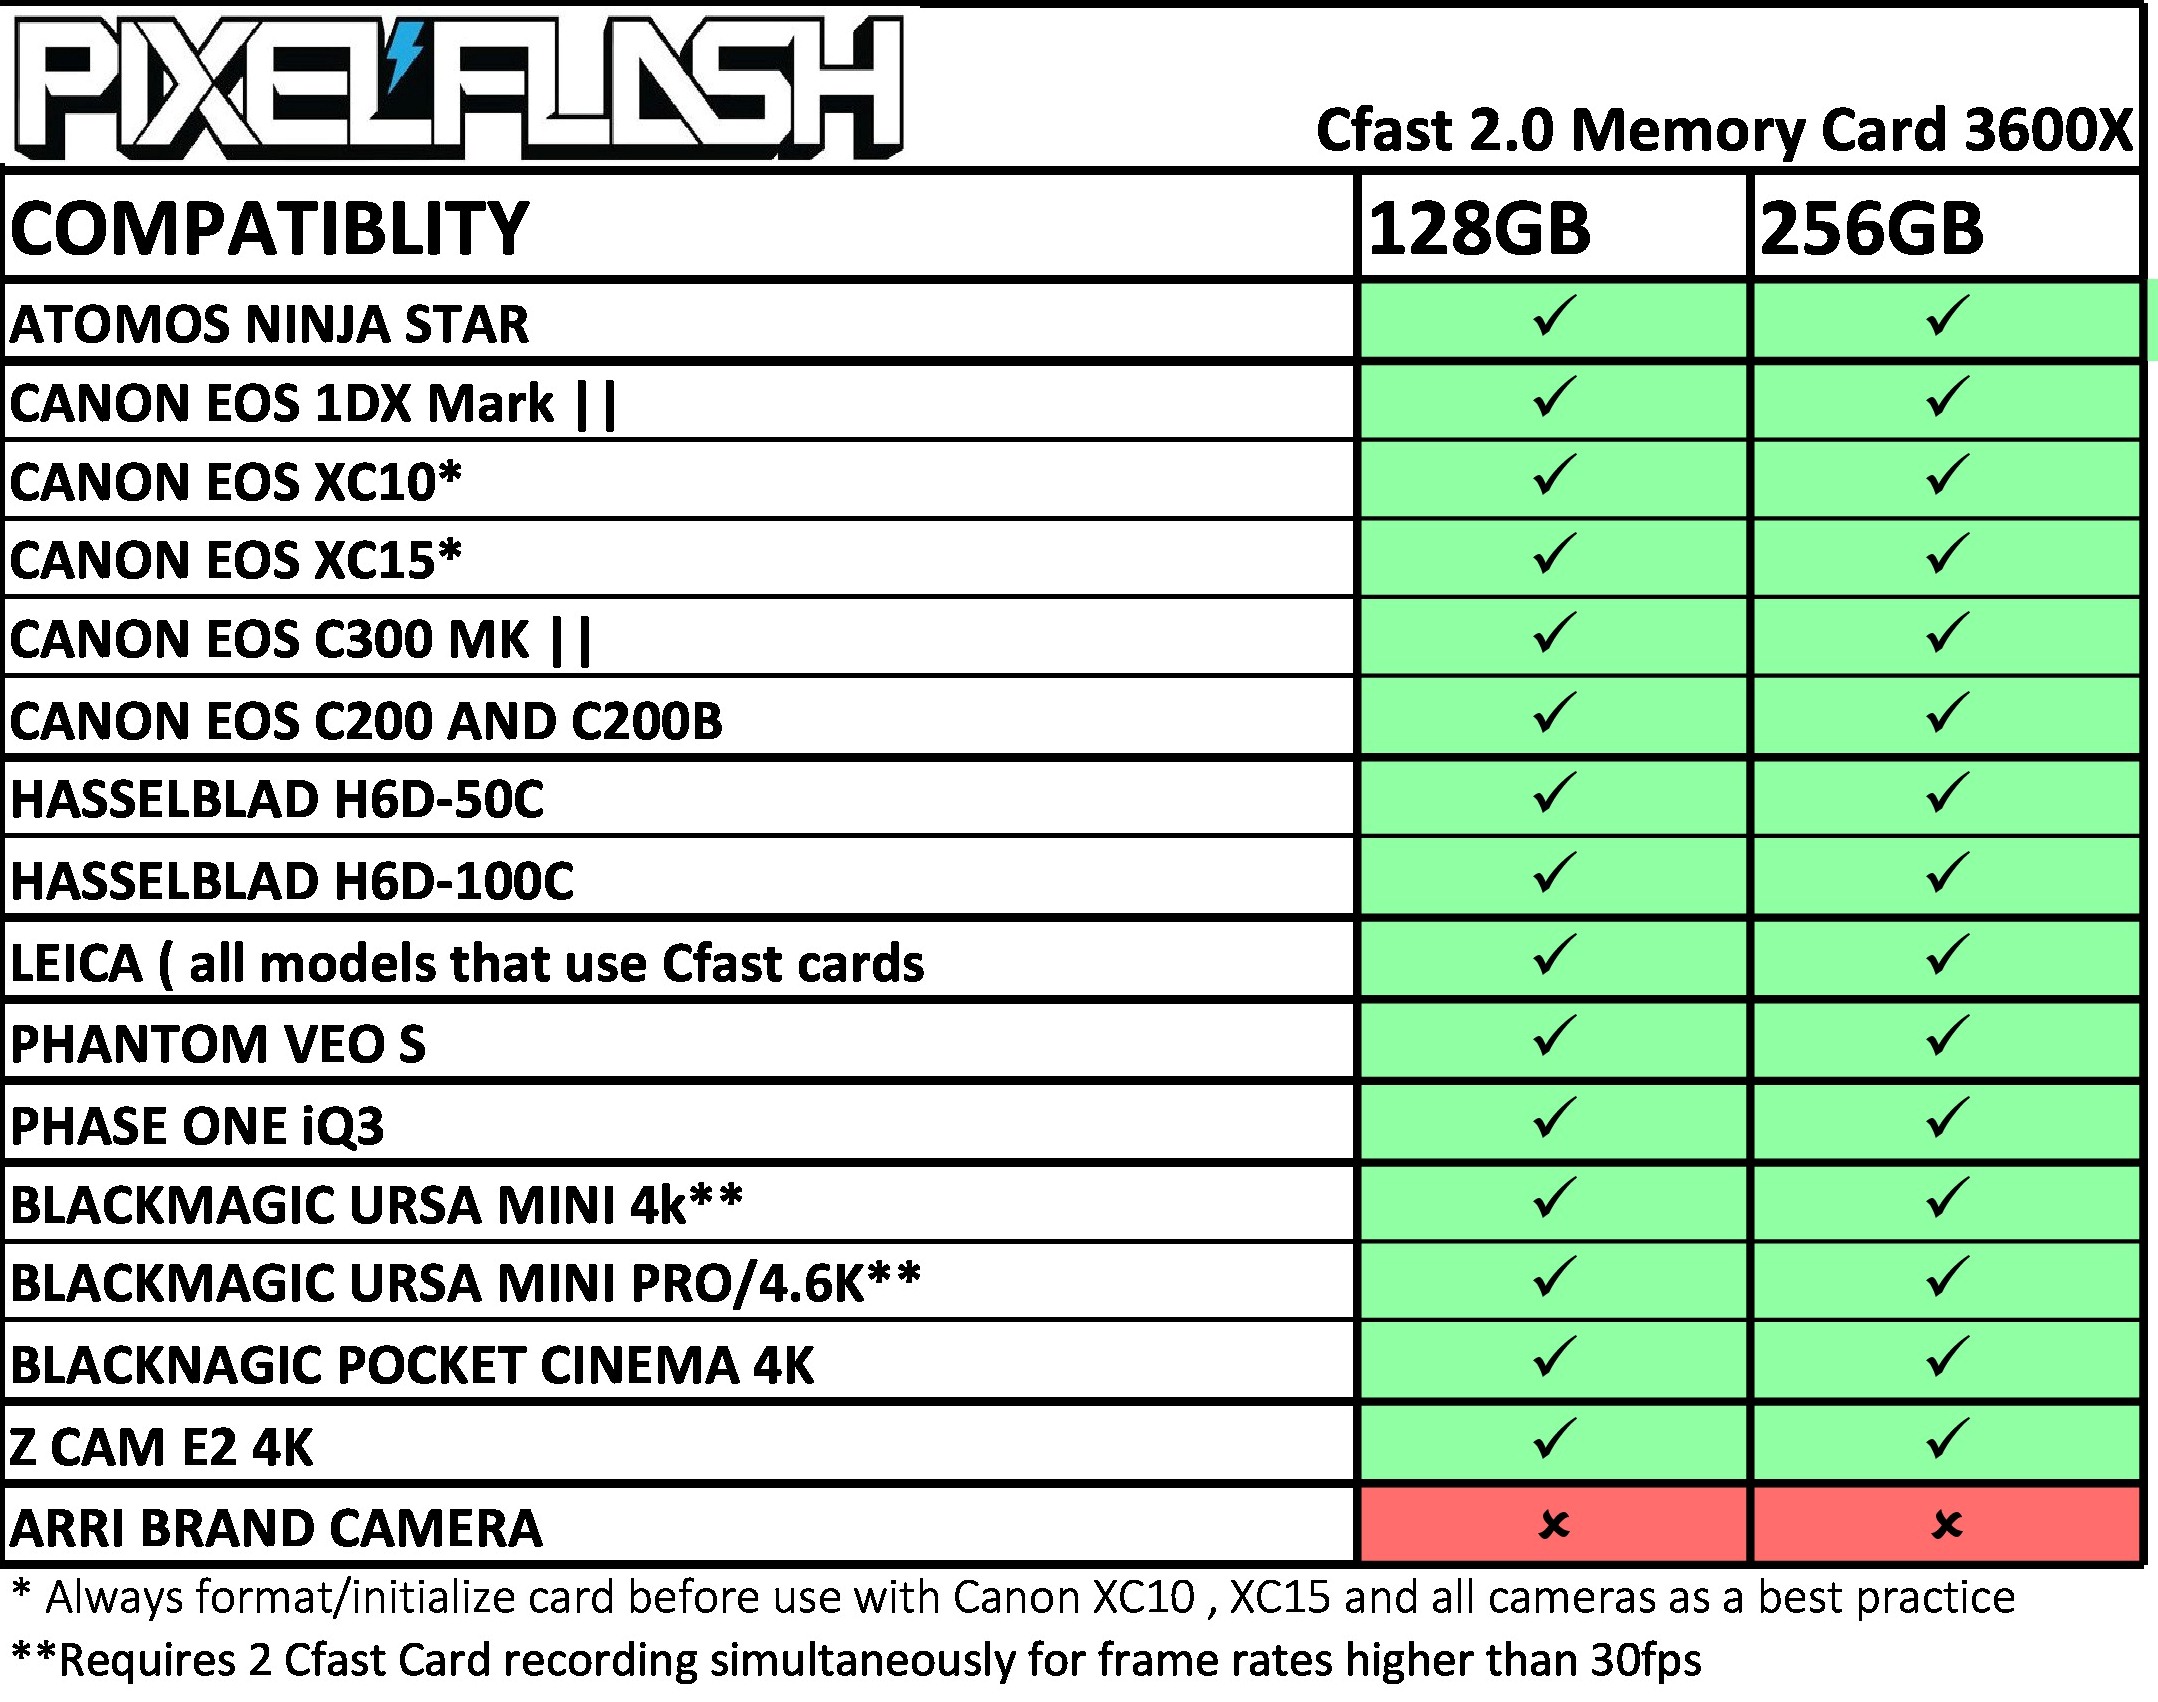 PIXEL FLASH
Cfast 2.0 Memory Card 3600X
COMPATIBLITY 128GB 256GB
ATOMOS NINJA STAR ✓ ✓
CANON EOS 1DX Mark || ✓ ✓
CANON EOS XC10* ✓ ✓
CANON EOS XC15* ✓ ✓
CANON EOS C300 MK || ✓ ✓
CANON EOS C200 AND C200B ✓ ✓
HASSELBLAD H6D-50C ✓ ✓
HASSELBLAD H6D-100C ✓ ✓
LEICA ( all models that use Cfast cards ✓ ✓
PHANTOM VEO S ✓ ✓
PHASE ONE iQ3 ✓ ✓
BLACKMAGIC URSA MINI 4k** ✓ ✓
BLACKMAGIC URSA MINI PRO/4.6K** ✓ ✓
BLACKNAGIC POCKET CINEMA 4K ✓ ✓
Z CAM E2 4K ✓ ✓
ARRI BRAND CAMERA ✘ ✘
* Always format/initialize card before use with Canon XC10 , XC15 and all cameras as a best practice
**Requires 2 Cfast Card recording simultaneously for frame rates higher than 30fps